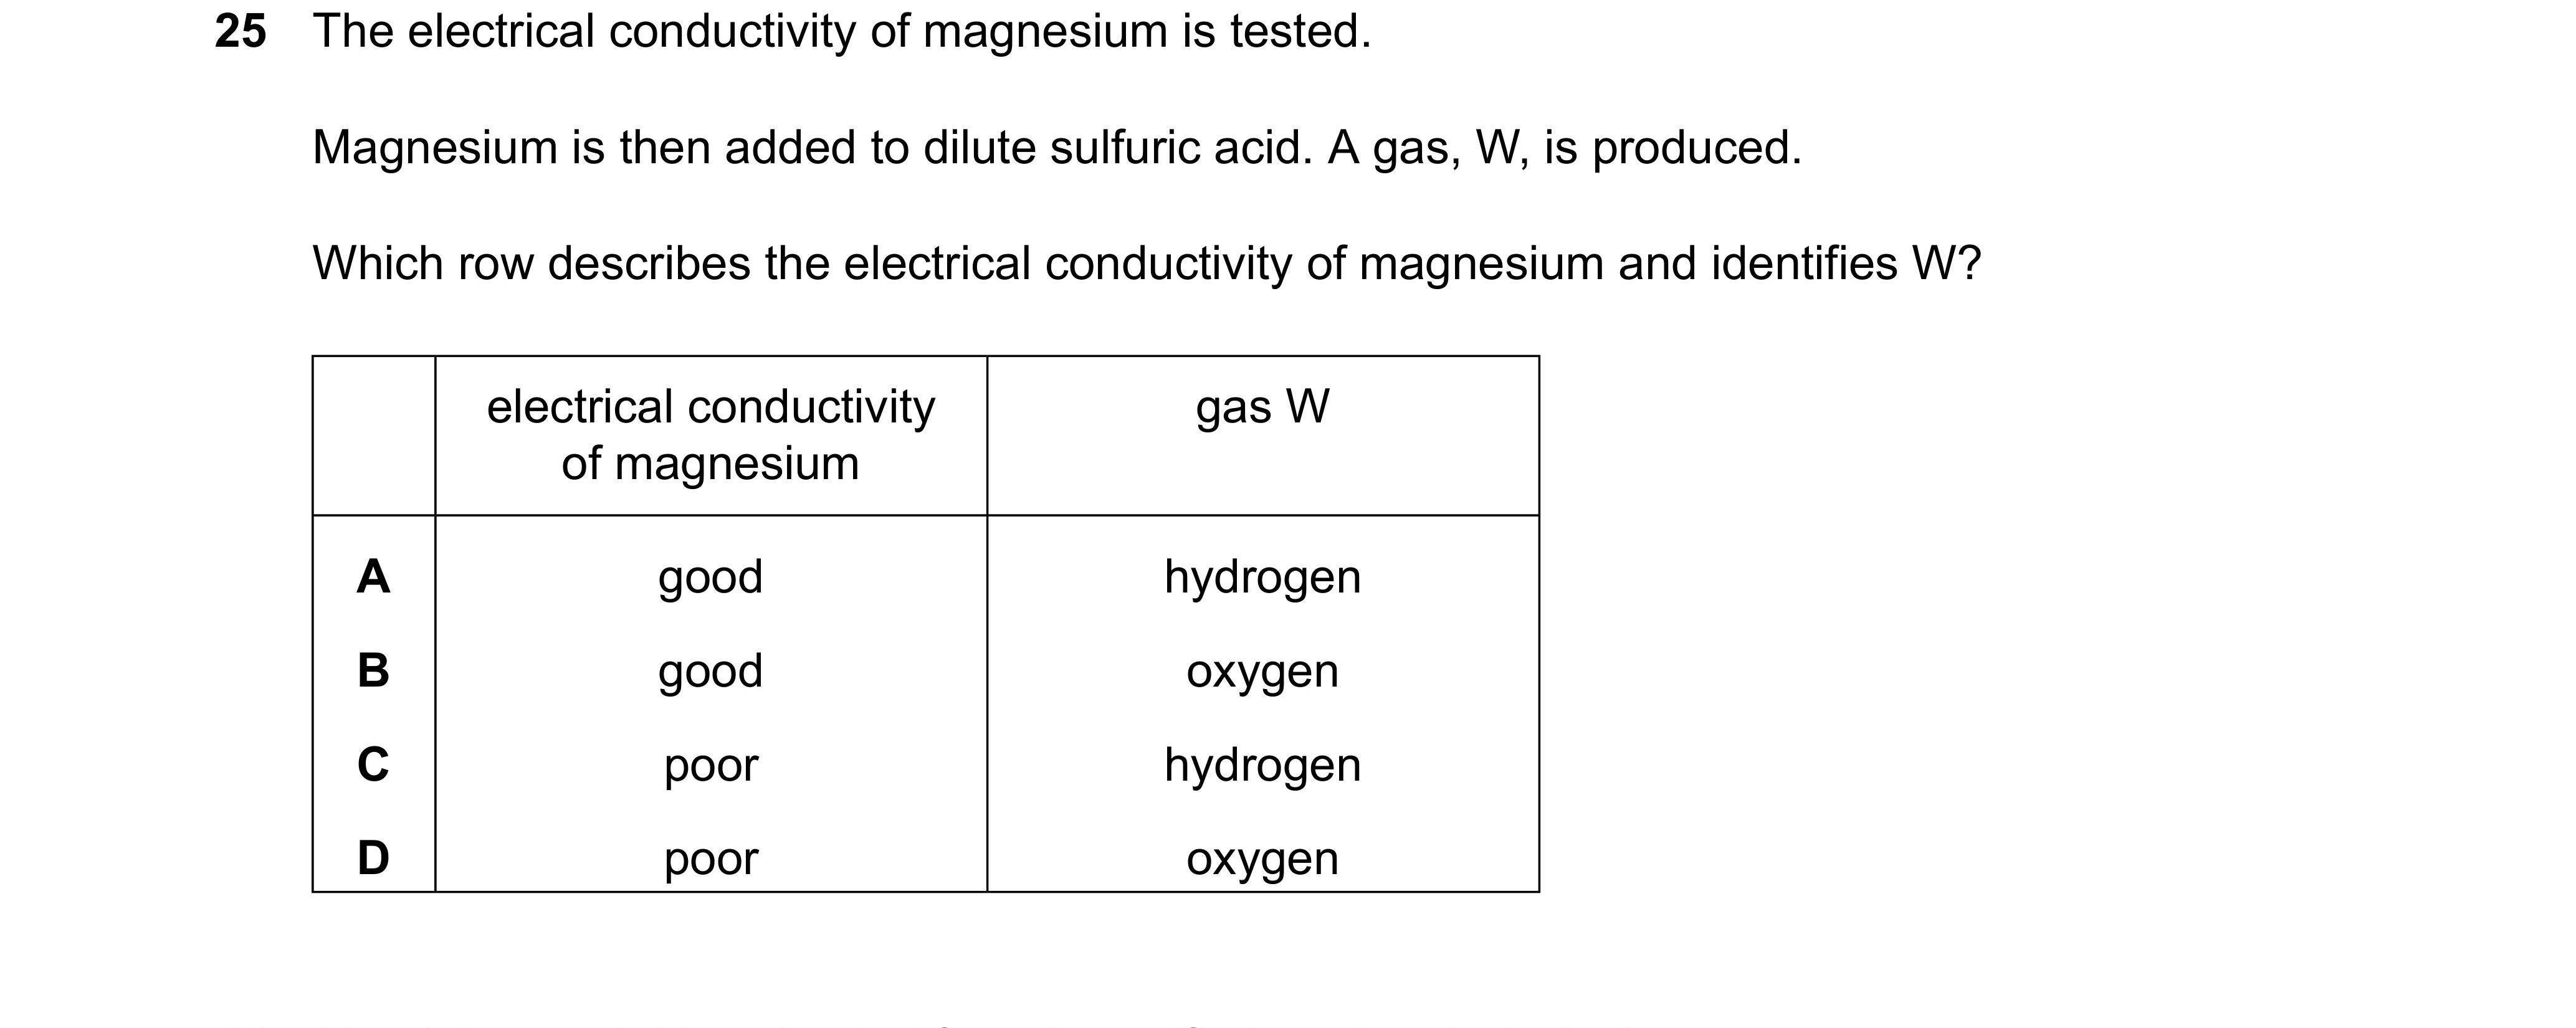 25 The electrical conductivity of magnesium is tested.
Magnesium is then added to dilute sulfuric acid. A gas, W, is produced.
Which row describes the electrical conductivity of magnesium and identifies W?
electrical conductivity of magnesium gas W
A good hydrogen
B good oxygen
C poor hydrogen
D poor oxygen